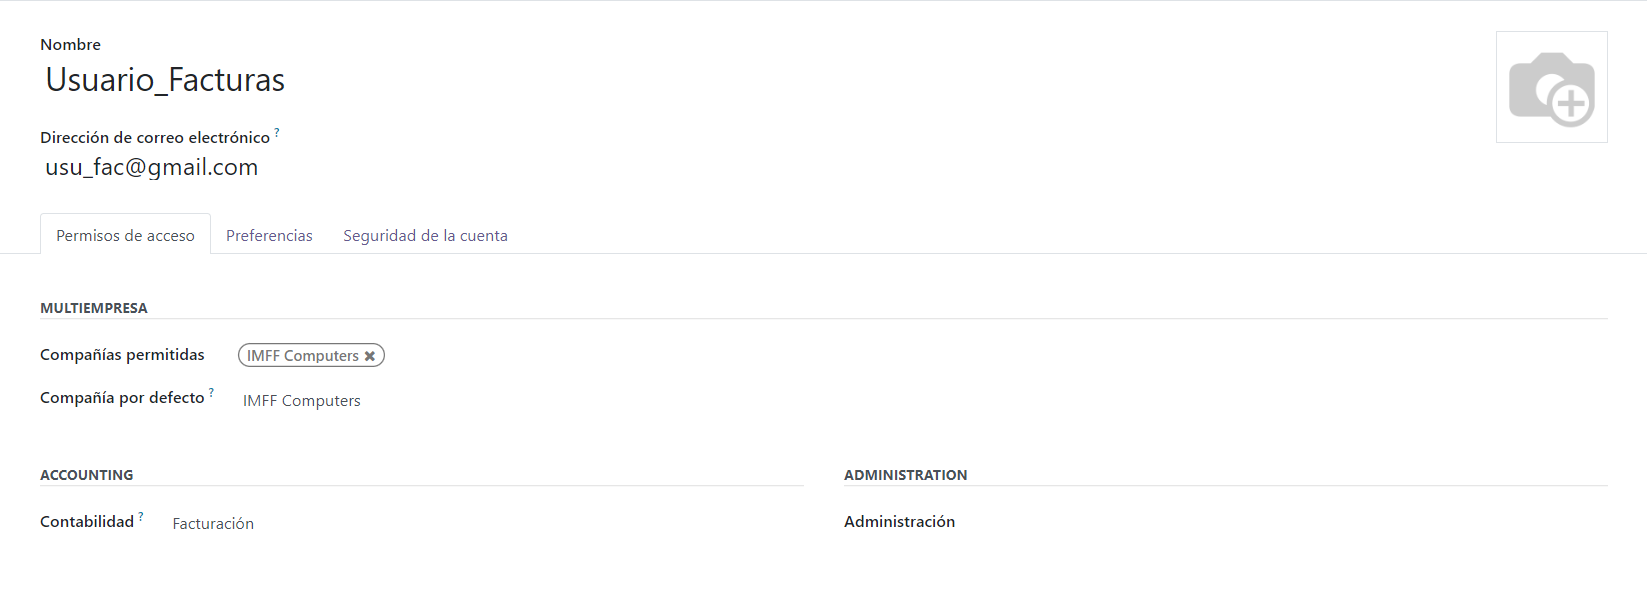 Nombre
Usuario_Facturas
Dirección de correo electrónico ?
usu_fac@gmail.com
Permisos de acceso Preferencias Seguridad de la cuenta
MULTIEMPRESA
Compañías permitidas IMFF Computers ✖
Compañía por defecto ? IMFF Computers
ACCOUNTING ADMINISTRATION
Contabilidad ? Facturación Administración